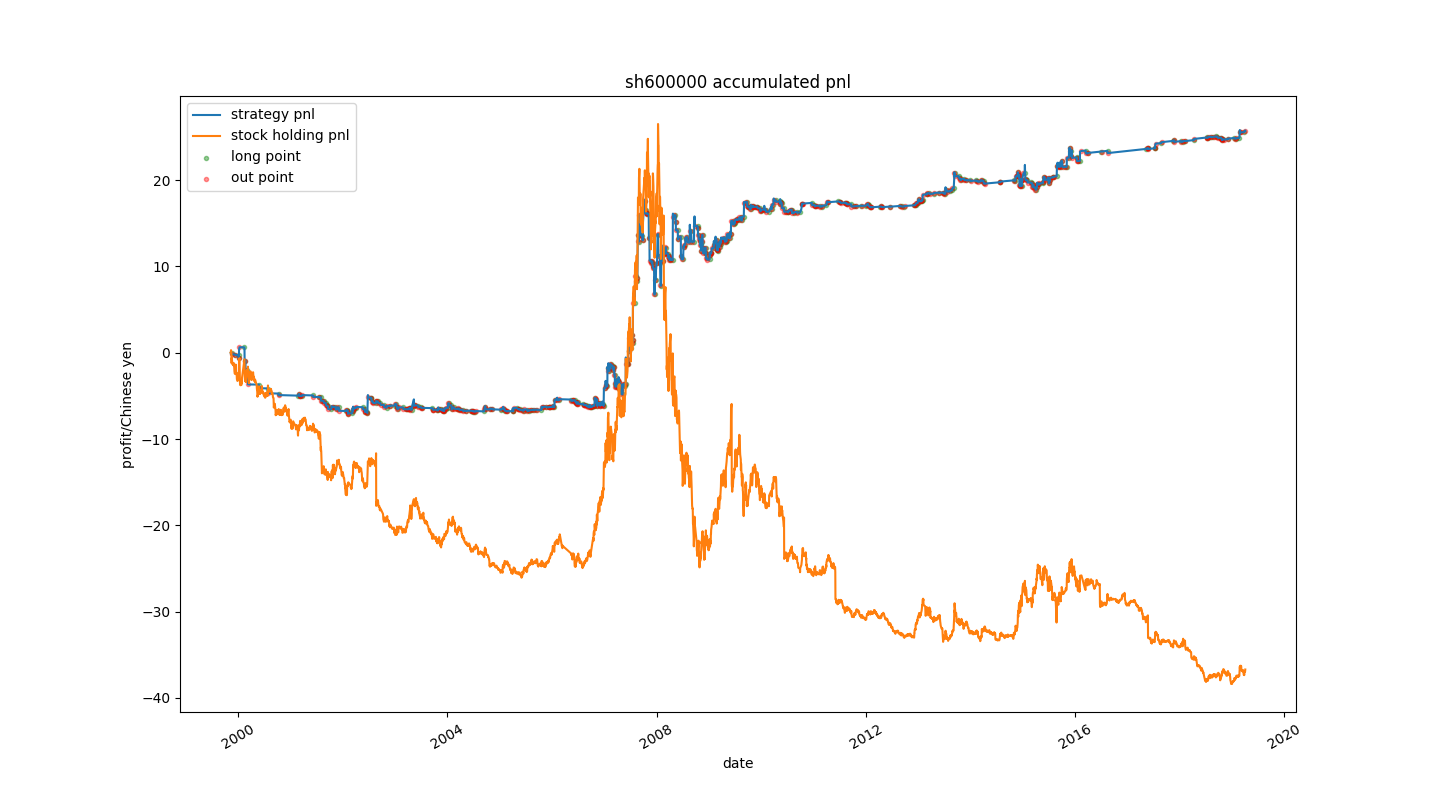 sh600000 accumulated pnl
strategy pnl
stock holding pnl
long point
out point
profit/Chinese yen
20
10
0
−10
−20
−30
−40
2000
2004
2008
2012
2016
2020
date